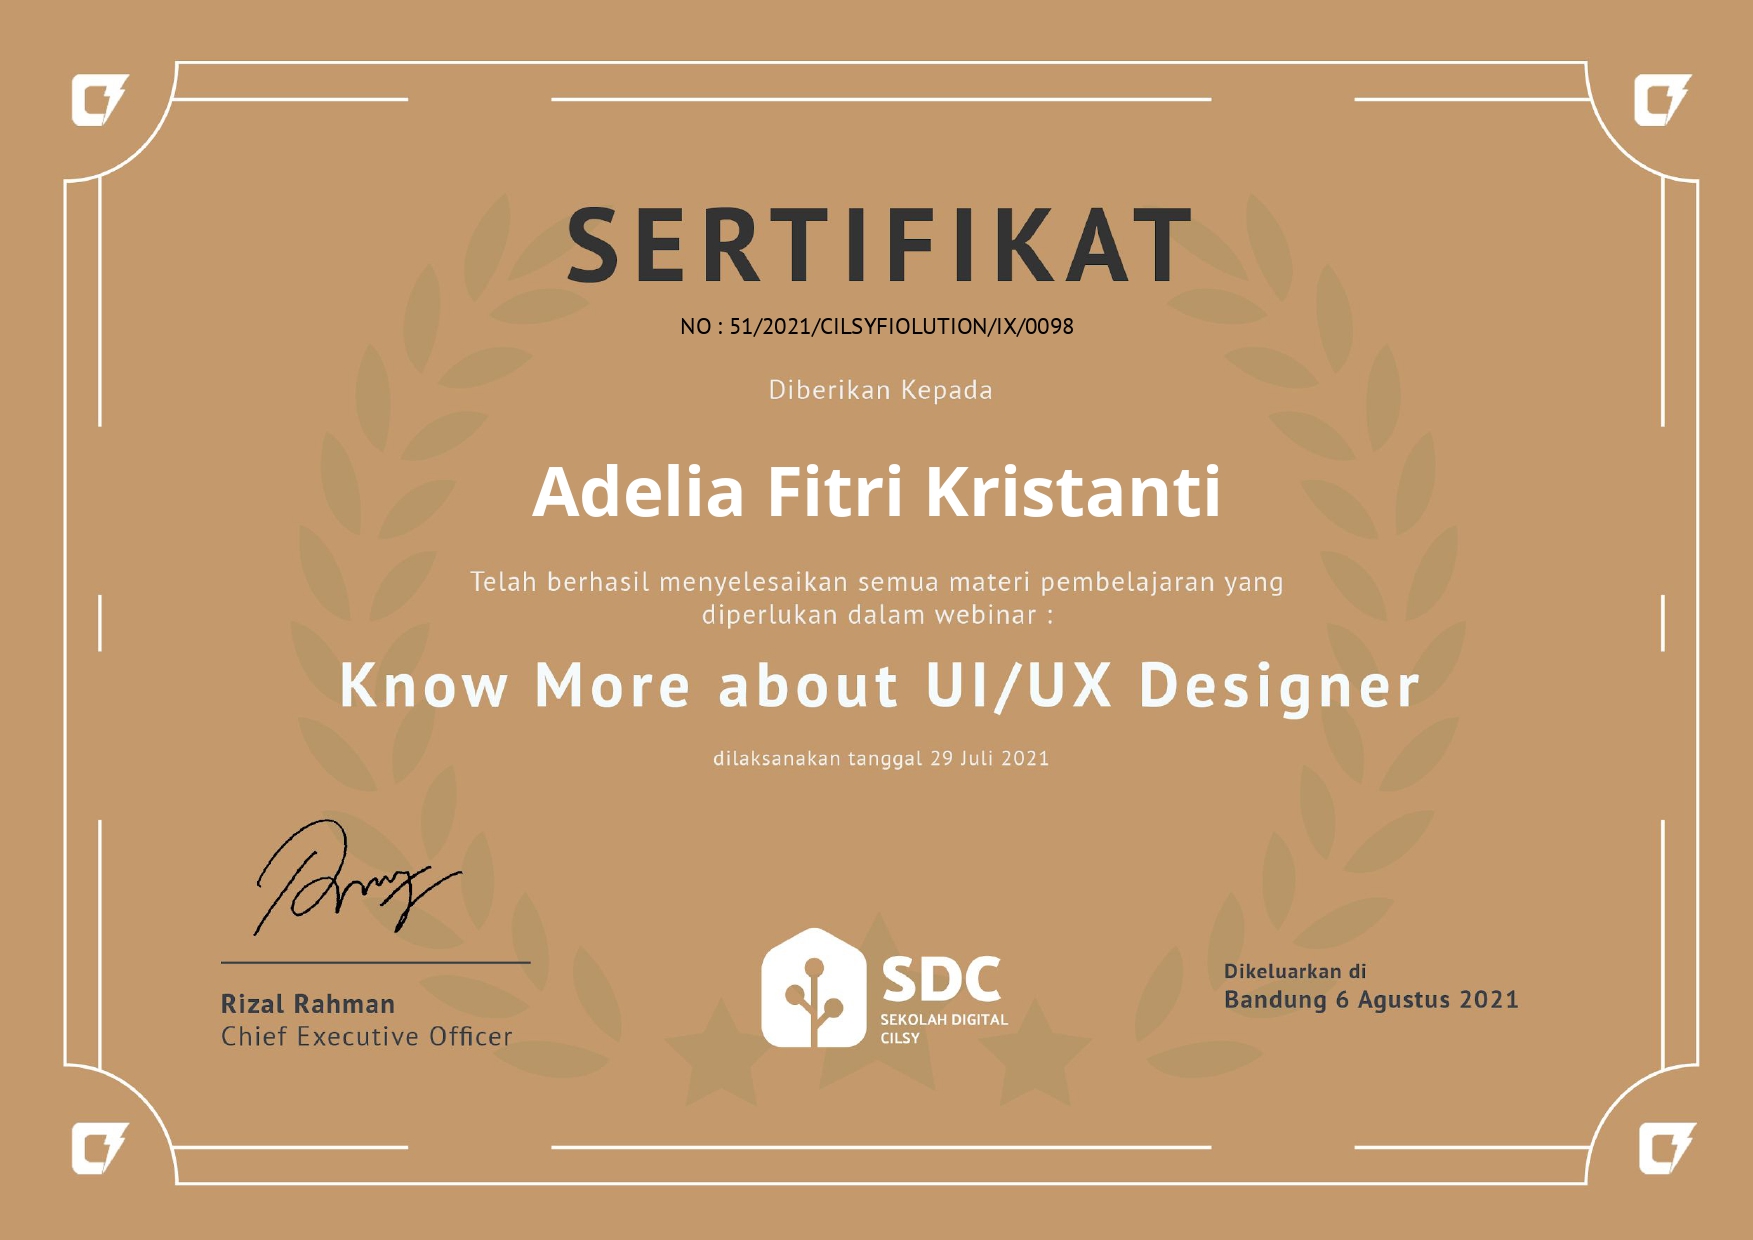 SERTIFIKAT
NO : 51/2021/CILSYFIOLUTION/IX/0098
Diberikan Kepada
Adelia Fitri Kristanti
Telah berhasil menyelesaikan semua materi pembelajaran yang
diperlukan dalam webinar :
Know More about UI/UX Designer
dilaksanakan tanggal 29 Juli 2021
Rizal Rahman
Chief Executive Officer
SDC
SEKOLAH DIGITAL
CILSY
Dikeluarkan di
Bandung 6 Agustus 2021